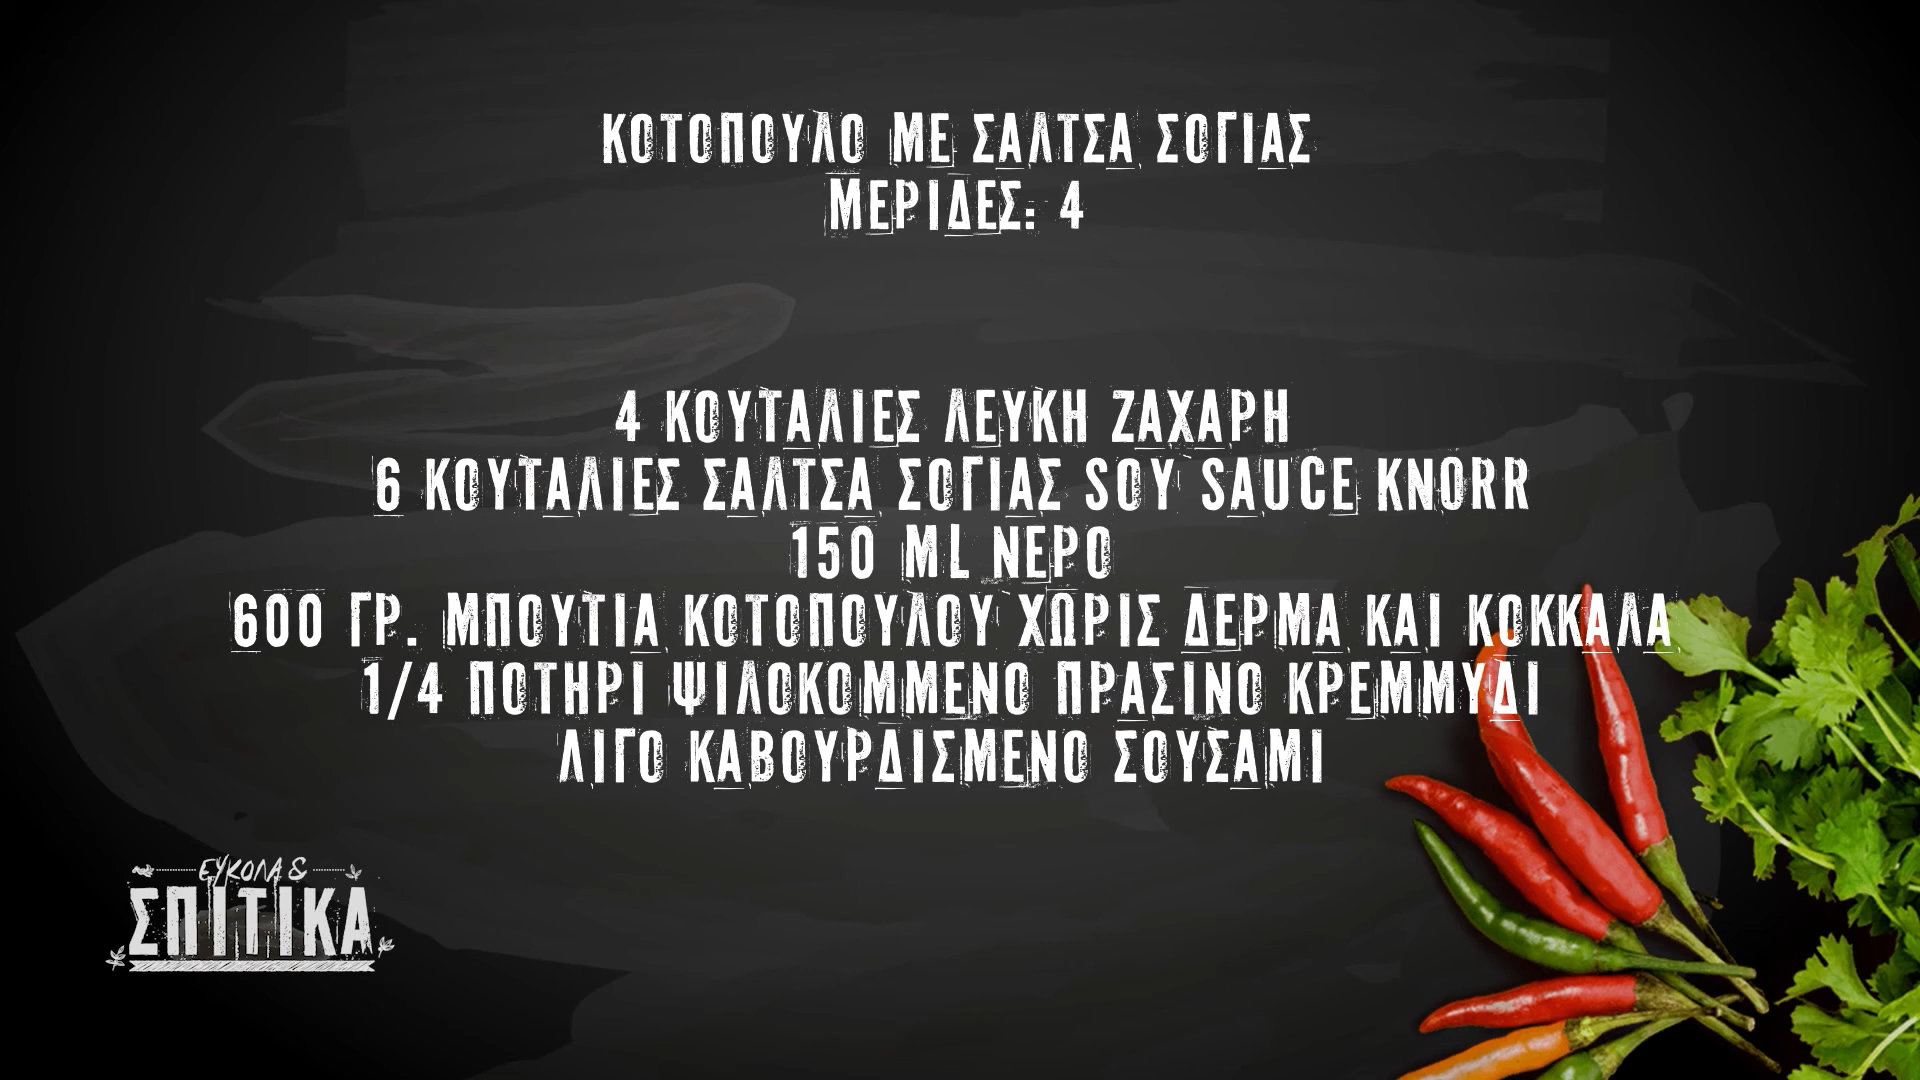 ΚΟΤΟΠΟΥΛΟ ΜΕ ΣΑΛΤΣΑ ΣΟΓΙΑΣ
ΜΕΡΙΔΕΣ: 4
4 ΚΟΥΤΑΛΙΕΣ ΛΕΥΚΗ ΖΑΧΑΡΗ
6 ΚΟΥΤΑΛΙΕΣ ΣΑΛΤΣΑ ΣΟΓΙΑΣ SOY SAUCE KNORR
150 ML ΝΕΡΟ
600 ΓΡ. ΜΠΟΥΤΙΑ ΚΟΤΟΠΟΥΛΟΥ ΧΩΡΙΣ ΔΕΡΜΑ ΚΑΙ ΚΟΚΚΑΛΑ
1/4 ΠΟΤΗΡΙ ΨΙΛΟΚΟΜΜΕΝΟ ΠΡΑΣΙΝΟ ΚΡΕΜΜΥΔΙ
ΛΙΓΟ ΚΑΒΟΥΡΔΙΣΜΕΝΟ ΣΟΥΣΑΜΙ
ΕΥΚΟΛΑ &
ΣΠΙΤΙΚΑ